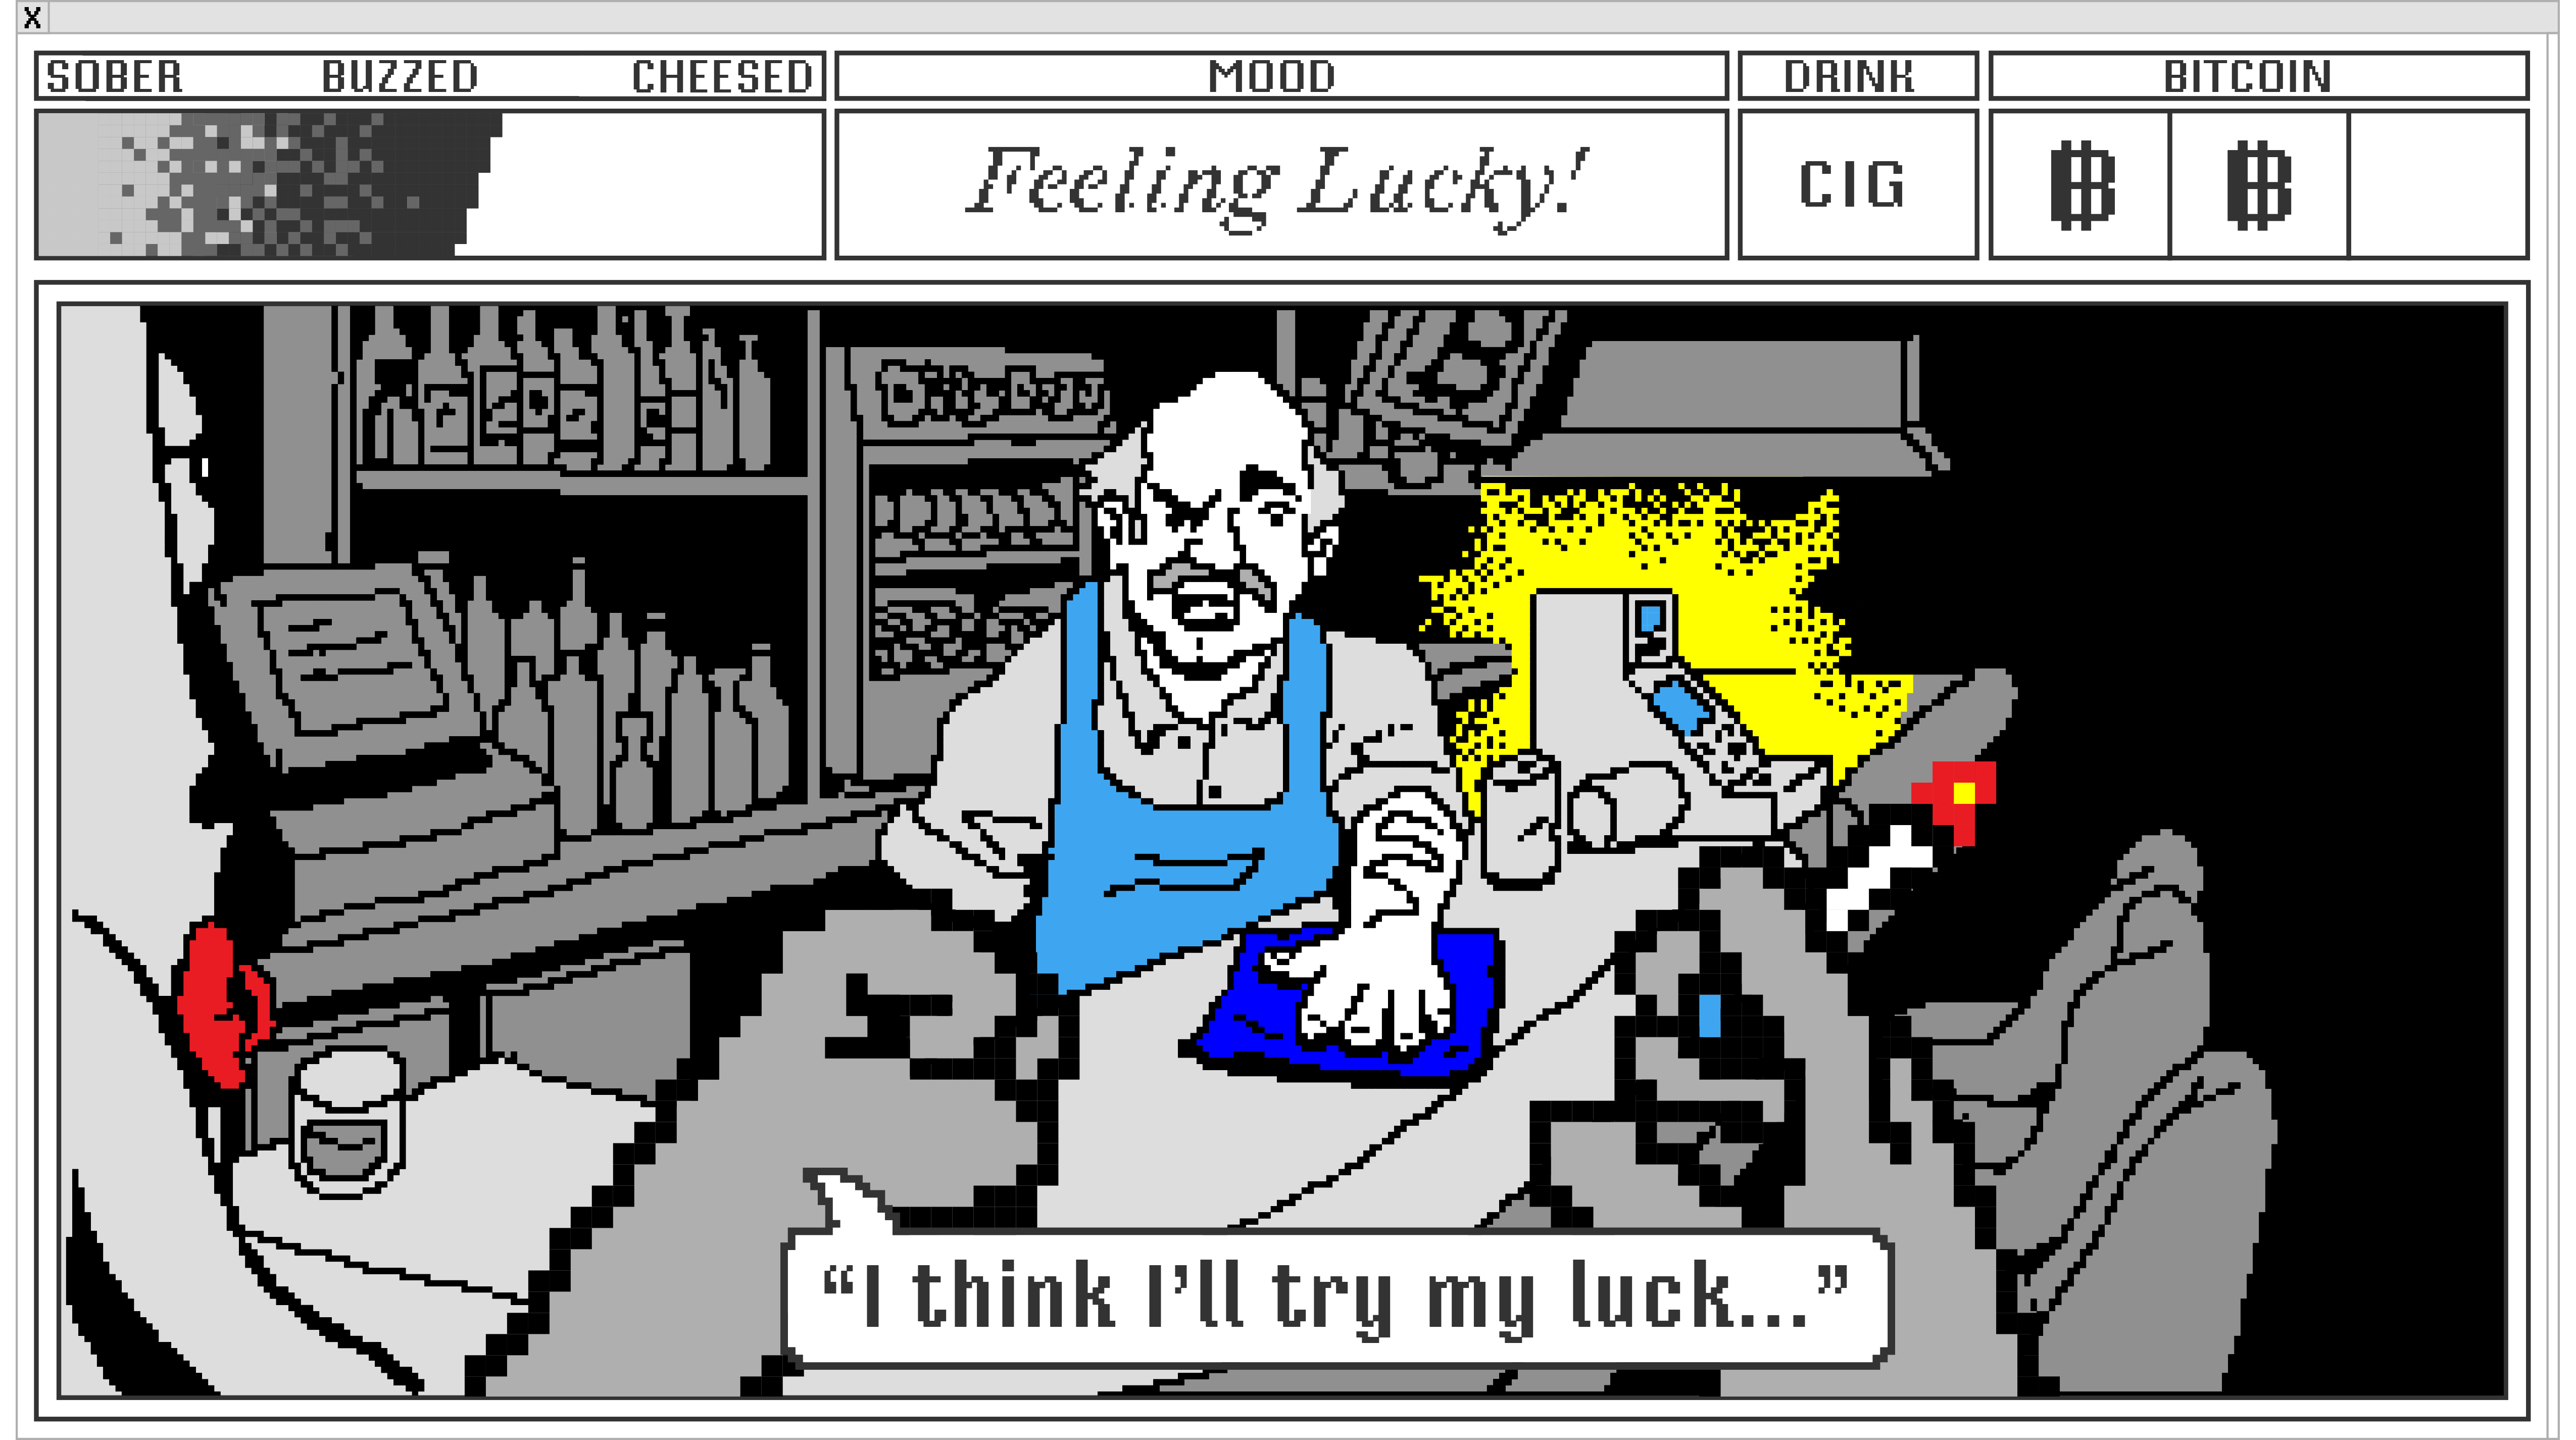 X
SOBER BUZZED CHEESED MOOD DRINK BITCOIN
Feeling Lucky! CIG ₿ ₿
“I think I’ll try my luck...”